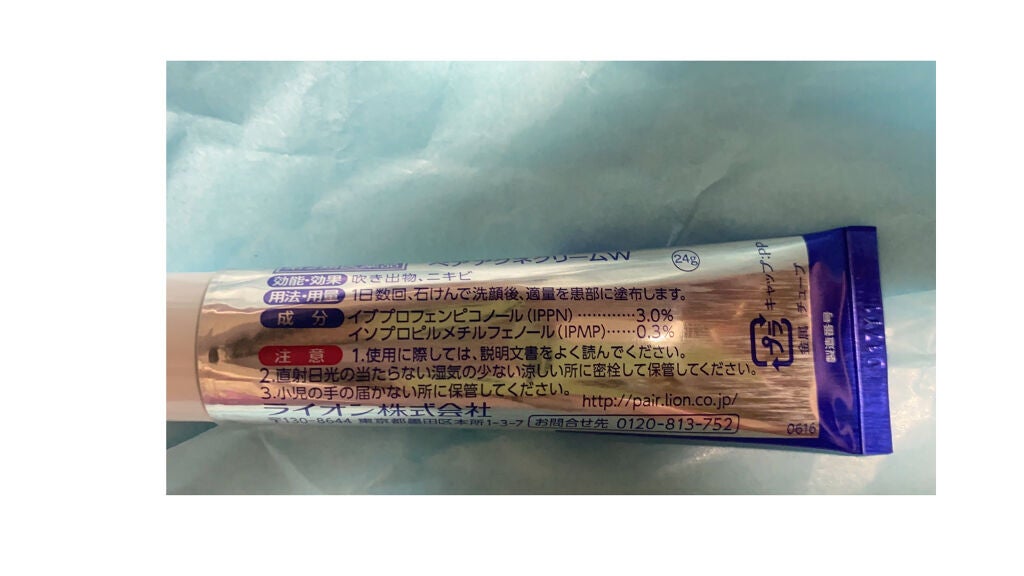 ペアアクネクリームW 24g
効能・効果 吹き出物、ニキビ
用法・用量 1日数回、石けんで洗顔後、適量を患部に塗布します。
成 分 イブプロフェンピコノール(IPPN)…………3.0%
イソプロピルメチルフェノール(IPMP)……0.3%
注 意 1.使用に際しては、説明文書をよく読んでください。
2.直射日光の当たらない湿気の少ない涼しい所に密栓して保管してください。
3.小児の手の届かない所に保管してください。
http://pair.lion.co.jp/
ライオン株式会社
〒130-8644 東京都墨田区本所1-3-7 お問合せ先 0120-813-752
プラ
キャップ:PP
金属 チューブ
製造番号
0616